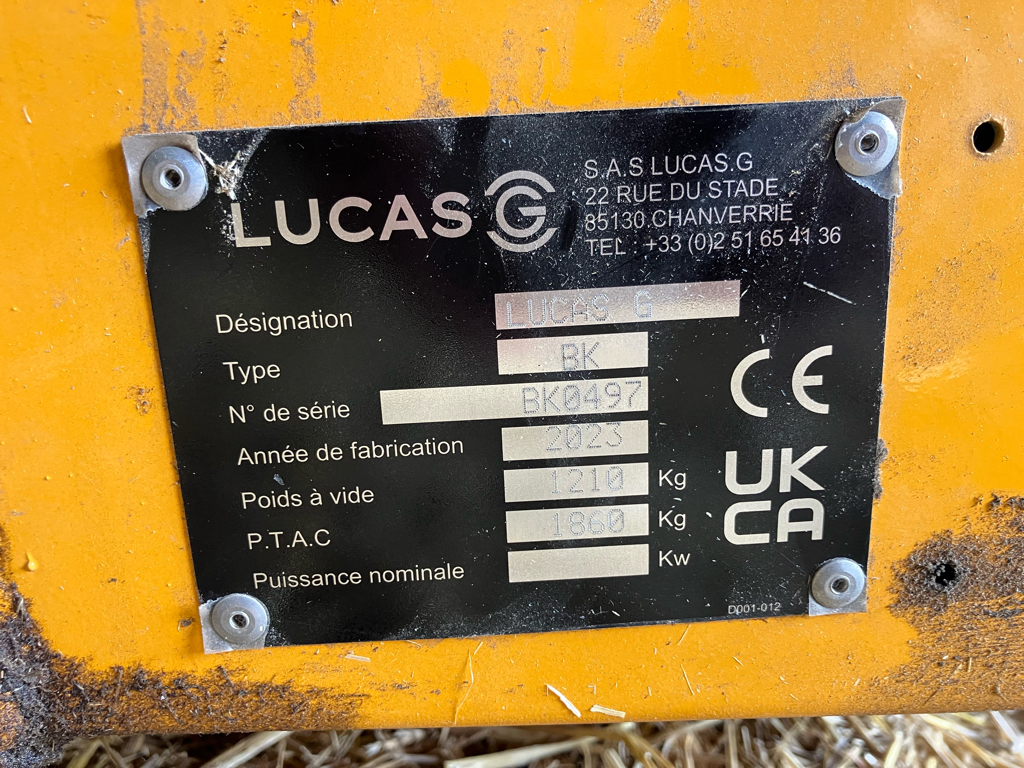 LUCAS G
S.A.S LUCAS.G
22 RUE DU STADE
85130 CHANVERRIE
TEL : +33 (0)2 51 65 41 36
Désignation LUCAS G
Type BK
N° de série BK0497
Année de fabrication 2023
Poids à vide 1210 Kg
P.T.A.C 1860 Kg
Puissance nominale Kw
CE
UK
CA
D001-012